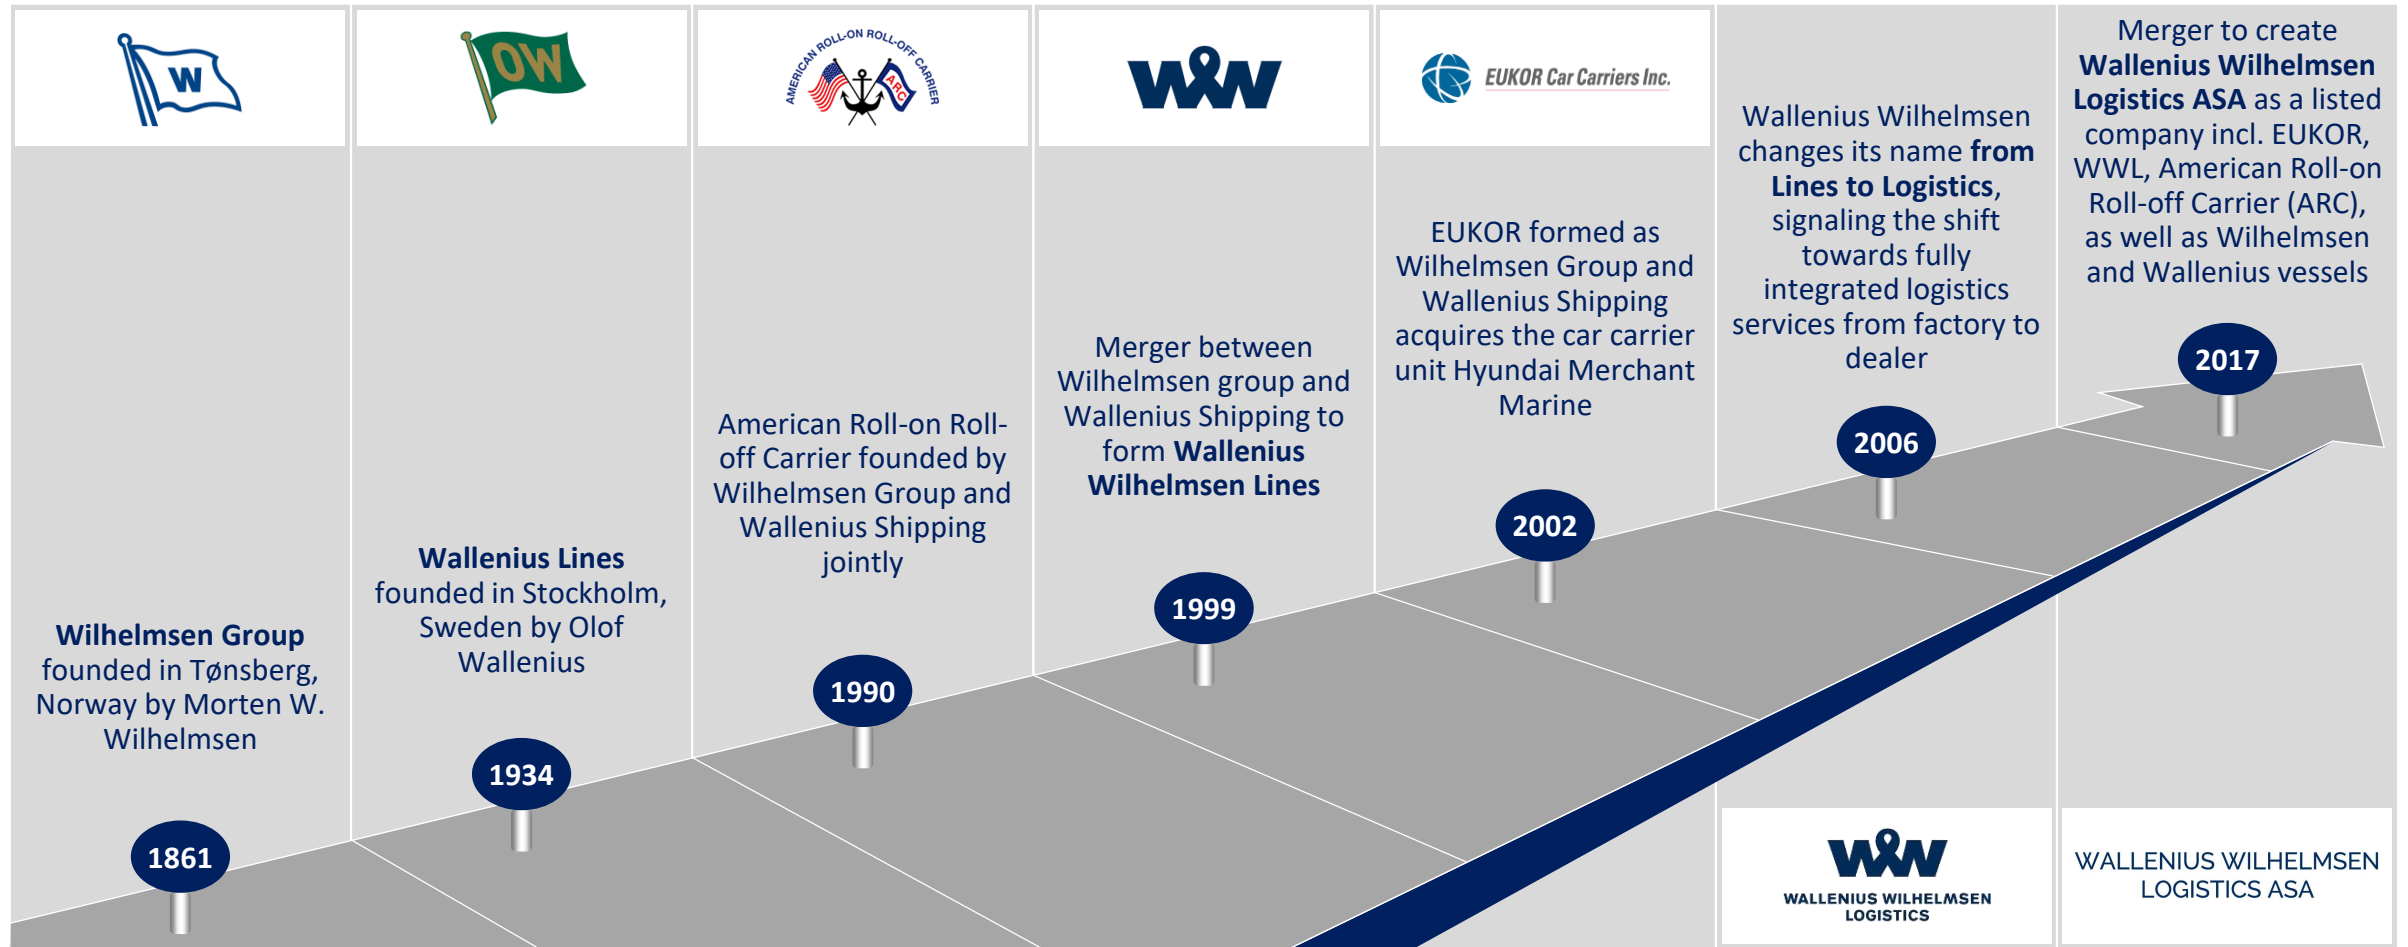 W
Wilhelmsen Group
founded in Tønsberg,
Norway by Morten W.
Wilhelmsen
1861
OW
Wallenius Lines
founded in Stockholm,
Sweden by Olof
Wallenius
1934
AMERICAN ROLL-ON ROLL-OFF CARRIER
ARC
American Roll-on Roll-
off Carrier founded by
Wilhelmsen Group and
Wallenius Shipping
jointly
1990
W&W
Merger between
Wilhelmsen group and
Wallenius Shipping to
form Wallenius
Wilhelmsen Lines
1999
EUKOR Car Carriers Inc.
EUKOR formed as
Wilhelmsen Group and
Wallenius Shipping
acquires the car carrier
unit Hyundai Merchant
Marine
2002
Wallenius Wilhelmsen
changes its name from
Lines to Logistics,
signaling the shift
towards fully
integrated logistics
services from factory to
dealer
2006
W&W
WALLENIUS WILHELMSEN
LOGISTICS
Merger to create
Wallenius Wilhelmsen
Logistics ASA as a listed
company incl. EUKOR,
WWL, American Roll-on
Roll-off Carrier (ARC),
as well as Wilhelmsen
and Wallenius vessels
2017
WALLENIUS WILHELMSEN
LOGISTICS ASA